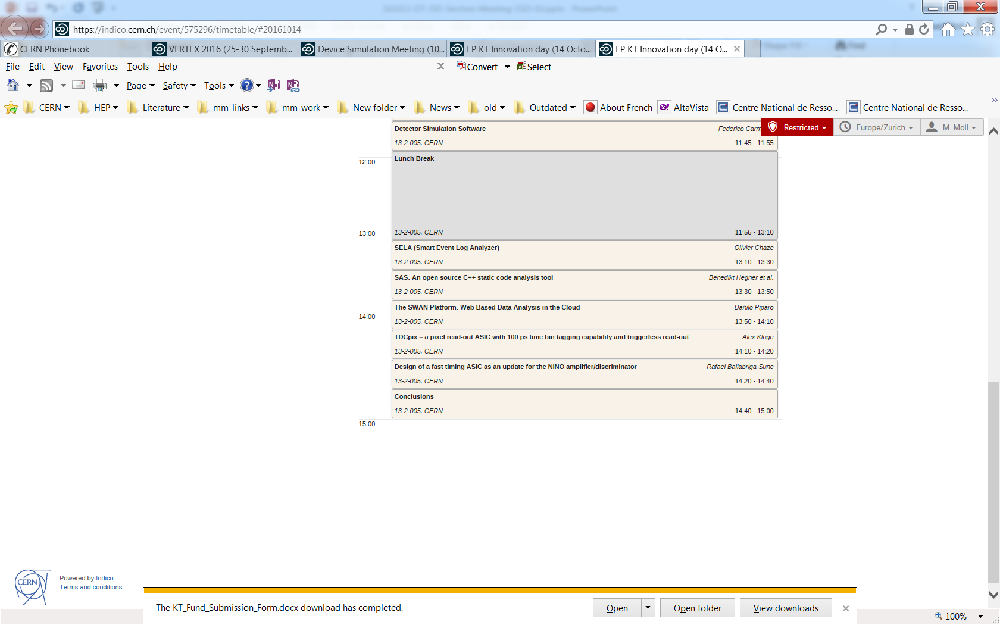 https://indico.cern.ch/event/575296/timetable/#20161014
CERN Phonebook
VERTEX 2016 (25-30 Septemb...
Device Simulation Meeting (10...
EP KT Innovation day (14 Octo...
EP KT Innovation day (14 O...
File Edit View Favorites Tools Help
Convert Select
Page Safety Tools
CERN HEP Literature mm-links mm-work New folder News old Outdated About French AltaVista Centre National de Resso... Centre National de Resso...
Restricted Europe/Zurich M. Moll
Detector Simulation Software Federico Carm
13-2-005, CERN 11:45 - 11:55
12:00
Lunch Break
13-2-005, CERN 11:55 - 13:10
13:00
SELA (Smart Event Log Analyzer) Olivier Chaze
13-2-005, CERN 13:10 - 13:30
SAS: An open source C++ static code analysis tool Benedikt Hegner et al.
13-2-005, CERN 13:30 - 13:50
The SWAN Platform: Web Based Data Analysis in the Cloud Danilo Piparo
14:00
13-2-005, CERN 13:50 - 14:10
TDCpix – a pixel read-out ASIC with 100 ps time bin tagging capability and triggerless read-out Alex Kluge
13-2-005, CERN 14:10 - 14:20
Design of a fast timing ASIC as an update for the NINO amplifier/discriminator Rafael Ballabriga Sune
13-2-005, CERN 14:20 - 14:40
Conclusions
13-2-005, CERN 14:40 - 15:00
15:00
CERN
Powered by Indico
Terms and conditions
The KT_Fund_Submission_Form.docx download has completed.
Open Open folder View downloads
100%